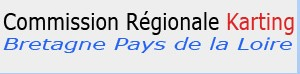 Commission Régionale Karting
Bretagne Pays de la Loire